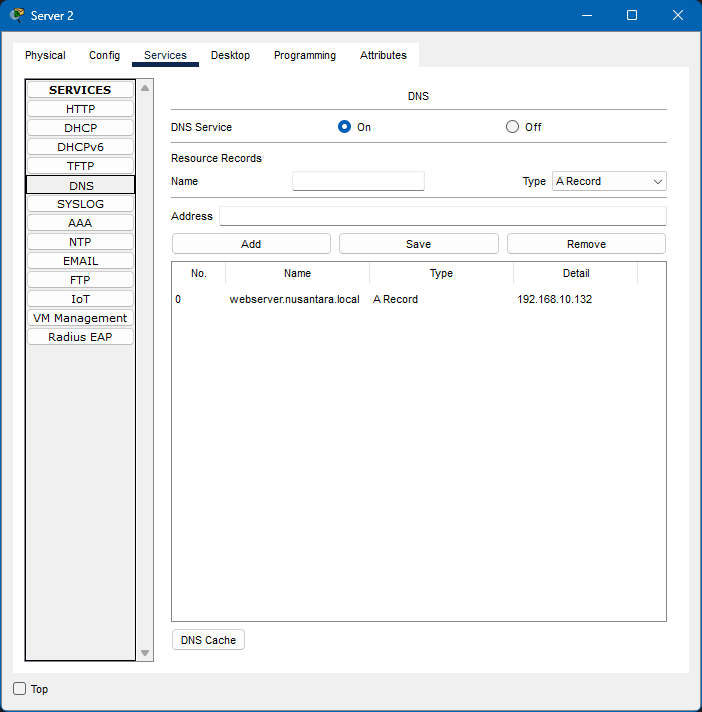 Server 2
Physical Config Services Desktop Programming Attributes
SERVICES
HTTP
DHCP
DHCPv6
TFTP
DNS
SYSLOG
AAA
NTP
EMAIL
FTP
IoT
VM Management
Radius EAP
DNS
DNS Service On Off
Resource Records
Name Type A Record
Address
Add Save Remove
No. Name Type Detail
0 webserver.nusantara.local A Record 192.168.10.132
DNS Cache
Top